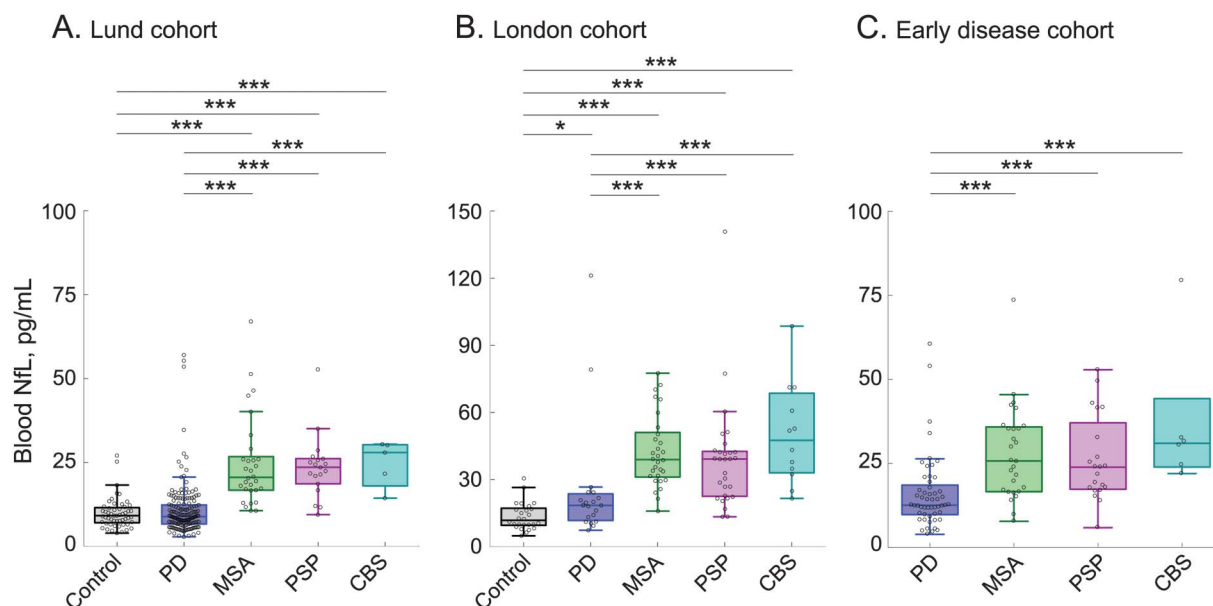 A. Lund cohort
***
***
***
***
***
***
Blood NfL, pg/mL
100
75
50
25
0
Control
PD
MSA
PSP
CBS
B. London cohort
***
***
***
*
***
***
***
150
120
90
60
30
0
Control
PD
MSA
PSP
CBS
C. Early disease cohort
***
***
***
100
75
50
25
0
PD
MSA
PSP
CBS